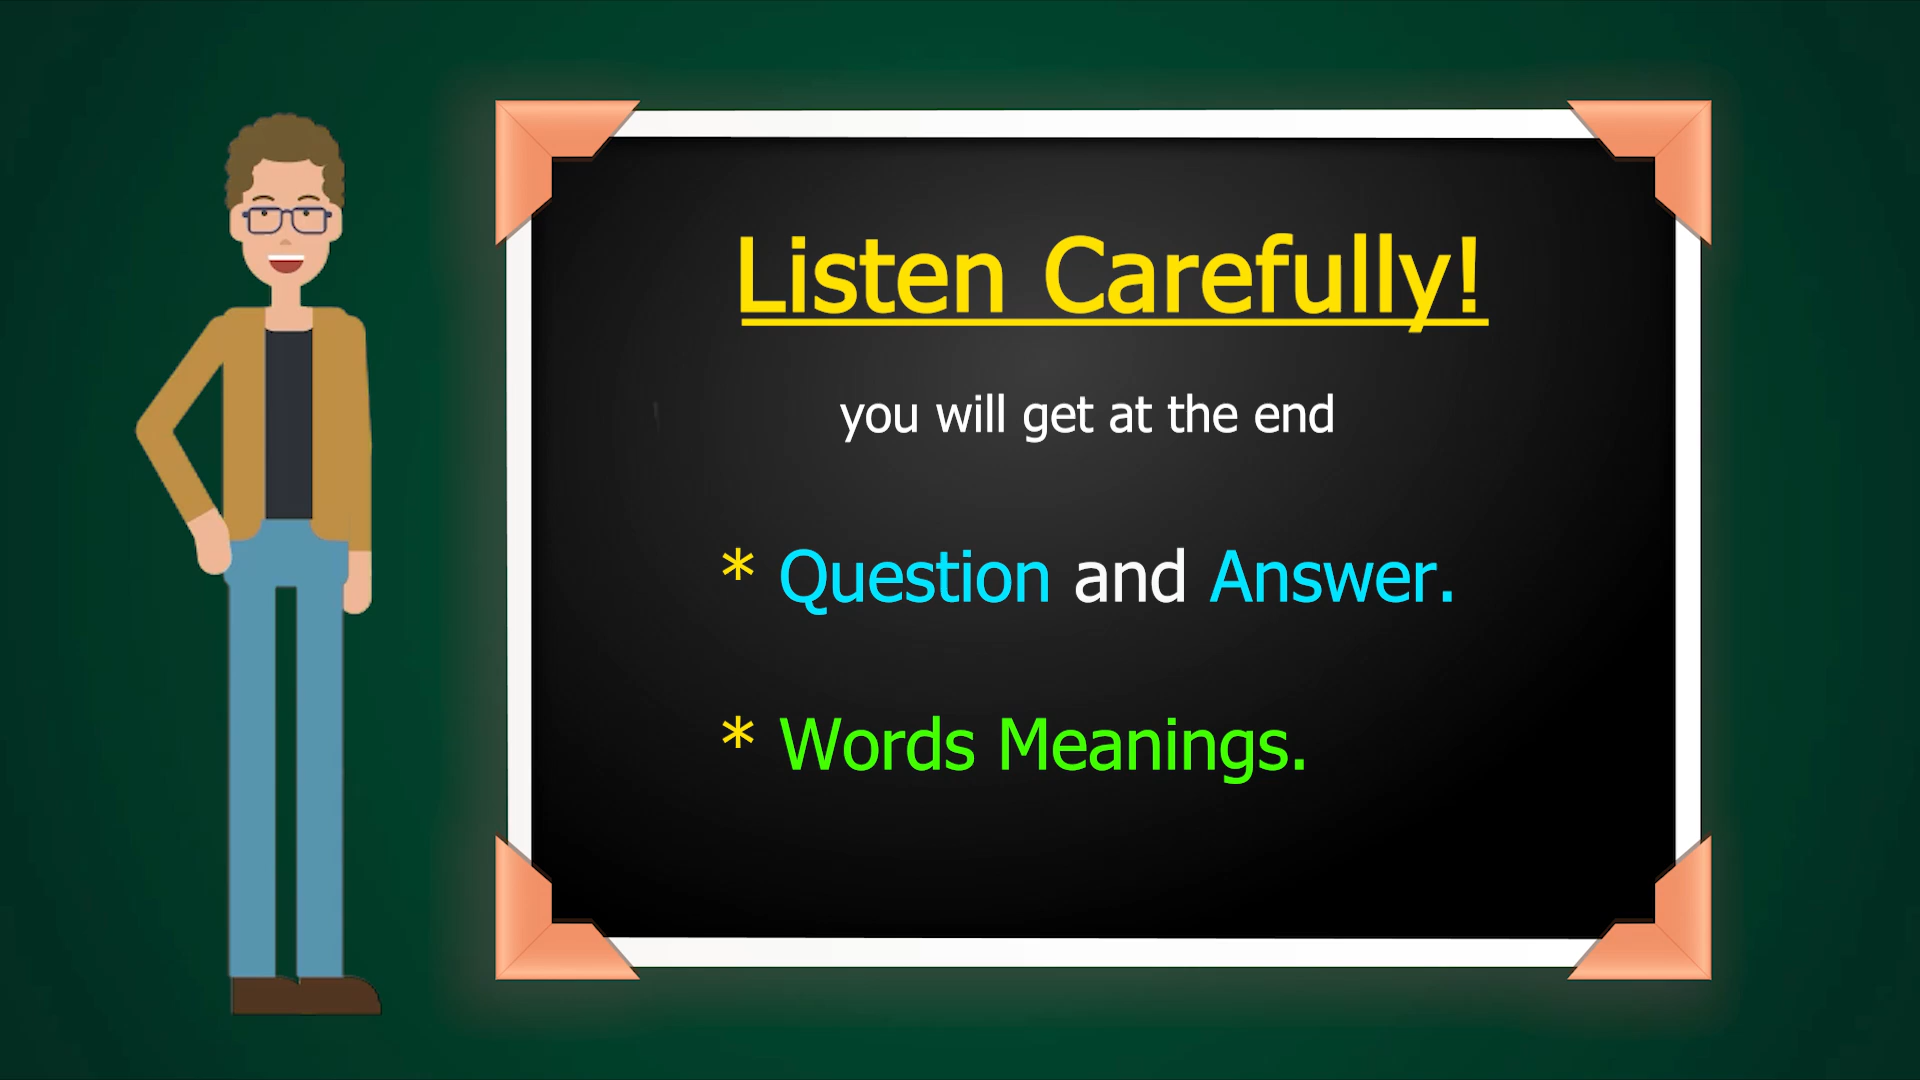 Listen Carefully!
you will get at the end
* Question and Answer.
* Words Meanings.